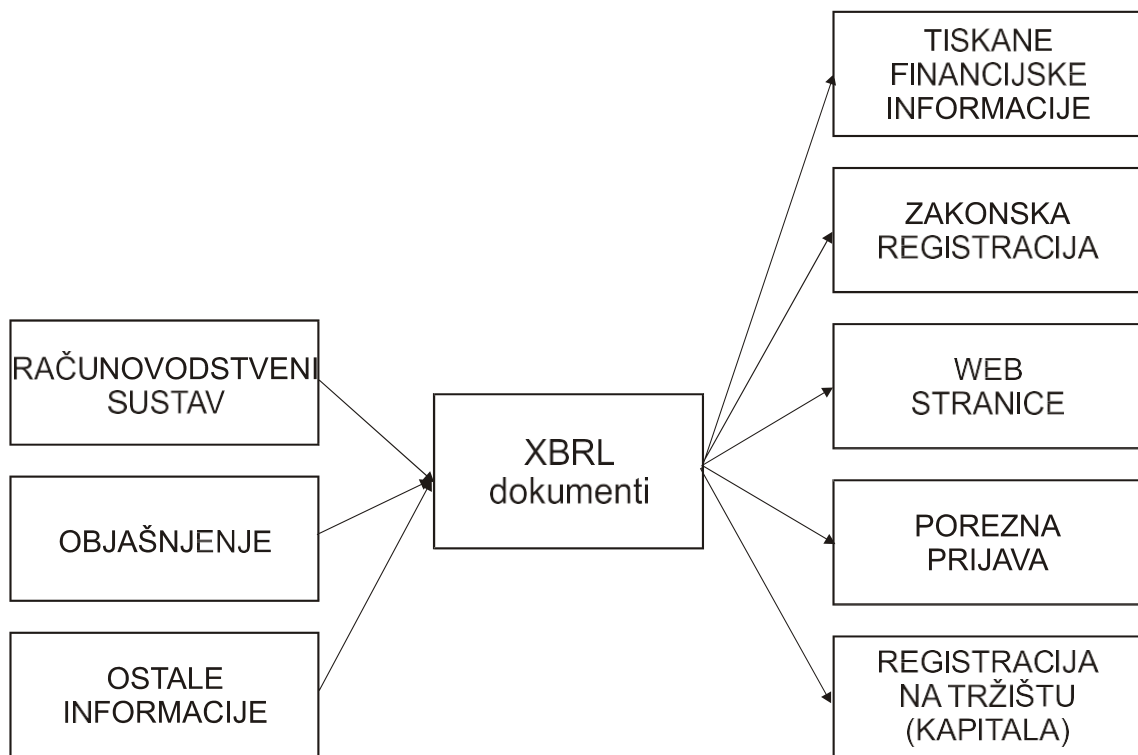 RAČUNOVODSTVENI
SUSTAV
OBJAŠNJENJE
OSTALE
INFORMACIJE
XBRL
dokumenti
TISKANE
FINANCIJSKE
INFORMACIJE
ZAKONSKA
REGISTRACIJA
WEB
STRANICE
POREZNA
PRIJAVA
REGISTRACIJA
NA TRŽIŠTU
(KAPITALA)